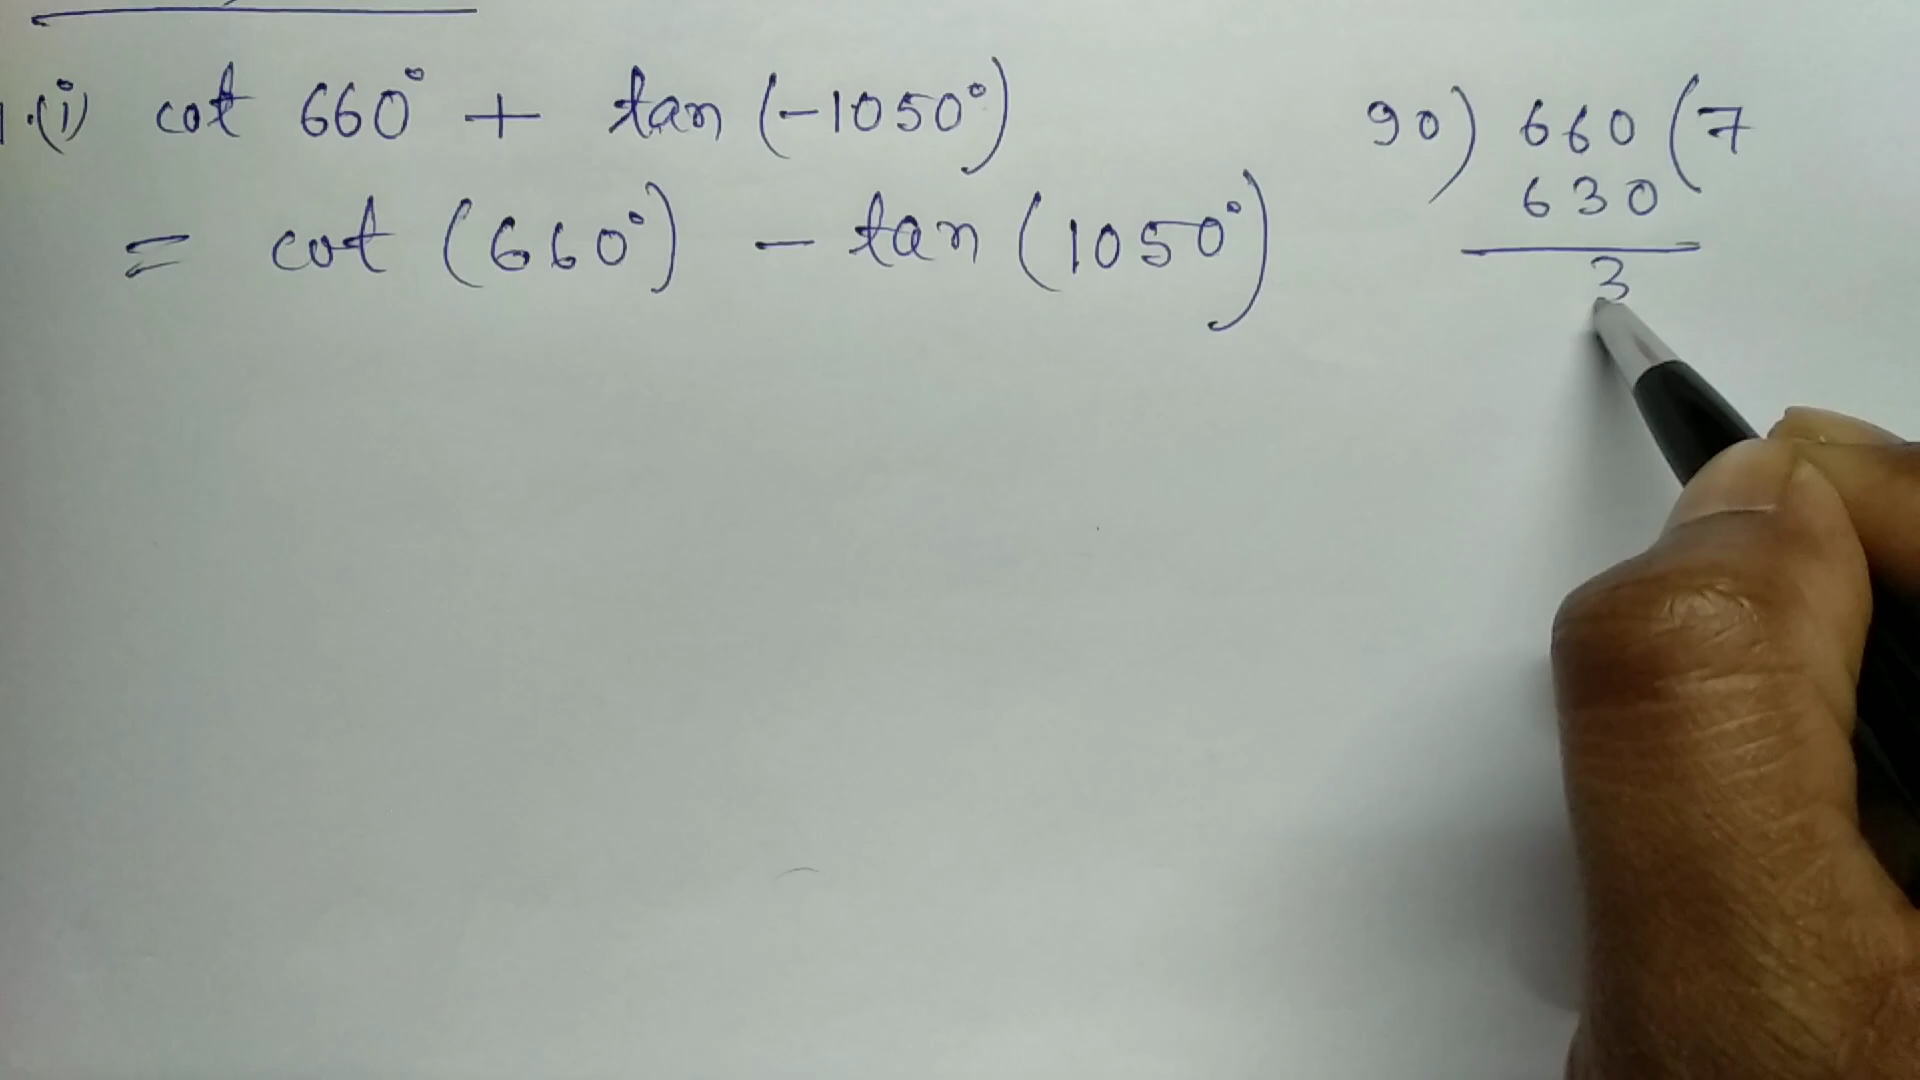 1.(i) cot 660° + tan (-1050°)
= cot (660°) - tan (1050°)
90) 660 (7
630
3